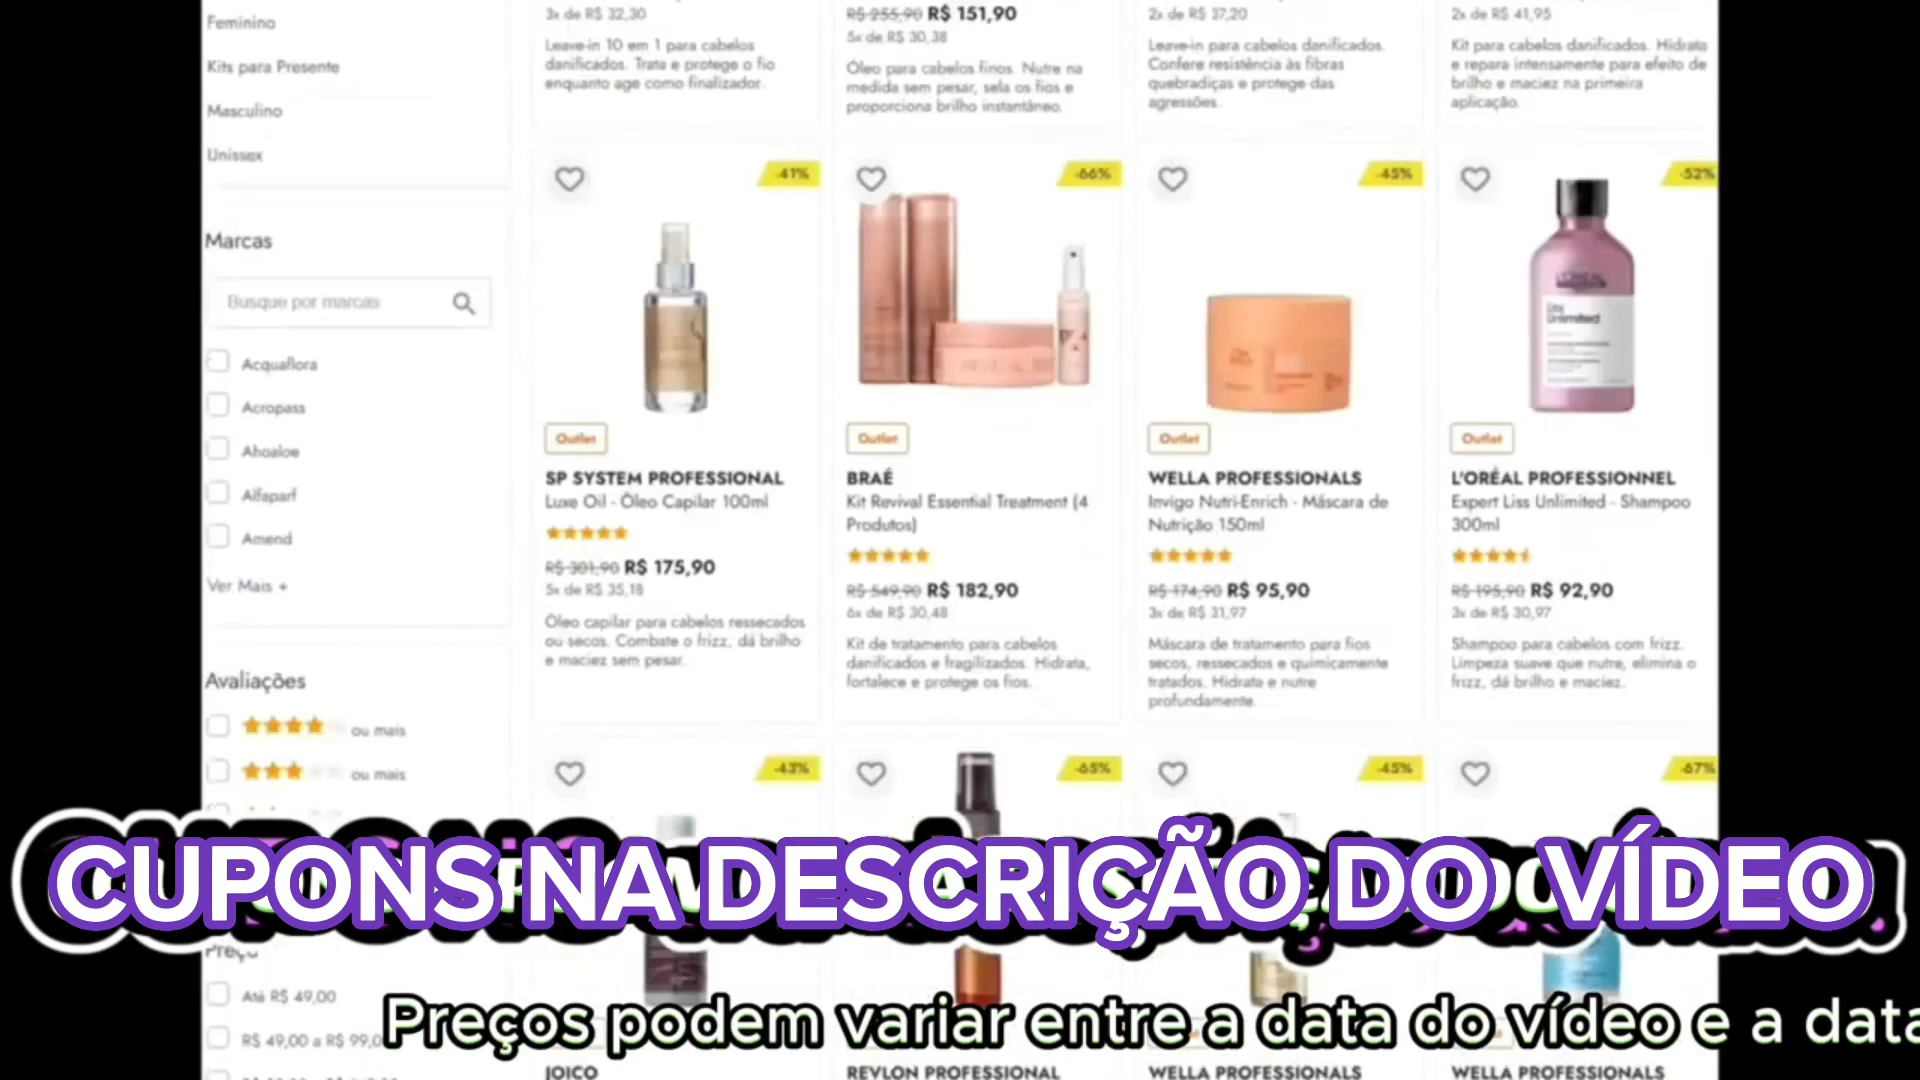 Feminino
Kits para Presente
Masculino
Unissex
Marcas
Busque por marcas
Acquaflora
Acropass
Ahoaloe
Alfaparf
Amend
Ver Mais +
Avaliações
ou mais
ou mais
Preço
Até R$ 49,00
R$ 49,00 a R$ 99,0
3x de R$ 32,30
Leave-in 10 em 1 para cabelos
danificados. Trata e protege o fio
enquanto age como finalizador.
R$ 255,90 R$ 151,90
5x de R$ 30,38
Óleo para cabelos finos. Nutre na
medida sem pesar, sela os fios e
proporciona brilho instantâneo.
2x de R$ 37,20
Leave-in para cabelos danificados.
Confere resistência às fibras
quebradiças e protege das
agressões.
2x de R$ 41,95
Kit para cabelos danificados. Hidrata
e repara intensamente para efeito de
brilho e maciez na primeira
aplicação.
-41%
Outlet
SP SYSTEM PROFESSIONAL
Luxe Oil - Óleo Capilar 100ml
R$ 301,90 R$ 175,90
5x de R$ 35,18
Óleo capilar para cabelos ressecados
ou secos. Combate o frizz, dá brilho
e maciez sem pesar.
-66%
Outlet
BRAÉ
Kit Revival Essential Treatment (4
Produtos)
R$ 549,90 R$ 182,90
6x de R$ 30,48
Kit de tratamento para cabelos
danificados e fragilizados. Hidrata,
fortalece e protege os fios.
-45%
Outlet
WELLA PROFESSIONALS
Invigo Nutri-Enrich - Máscara de
Nutrição 150ml
R$ 174,90 R$ 95,90
3x de R$ 31,97
Máscara de tratamento para fios
secos, ressecados e quimicamente
tratados. Hidrata e nutre
profundamente.
-52%
Liss
Unlimited
Outlet
L'ORÉAL PROFESSIONNEL
Expert Liss Unlimited - Shampoo
300ml
R$ 195,90 R$ 92,90
3x de R$ 30,97
Shampoo para cabelos com frizz.
Limpeza suave que nutre, elimina o
frizz, dá brilho e maciez.
-43%
-65%
-45%
-67%
CUPONS NA DESCRIÇÃO DO VÍDEO
Preços podem variar entre a data do vídeo e a data
JOICO
REVLON PROFESSIONAL
WELLA PROFESSIONALS
WELLA PROFESSIONALS